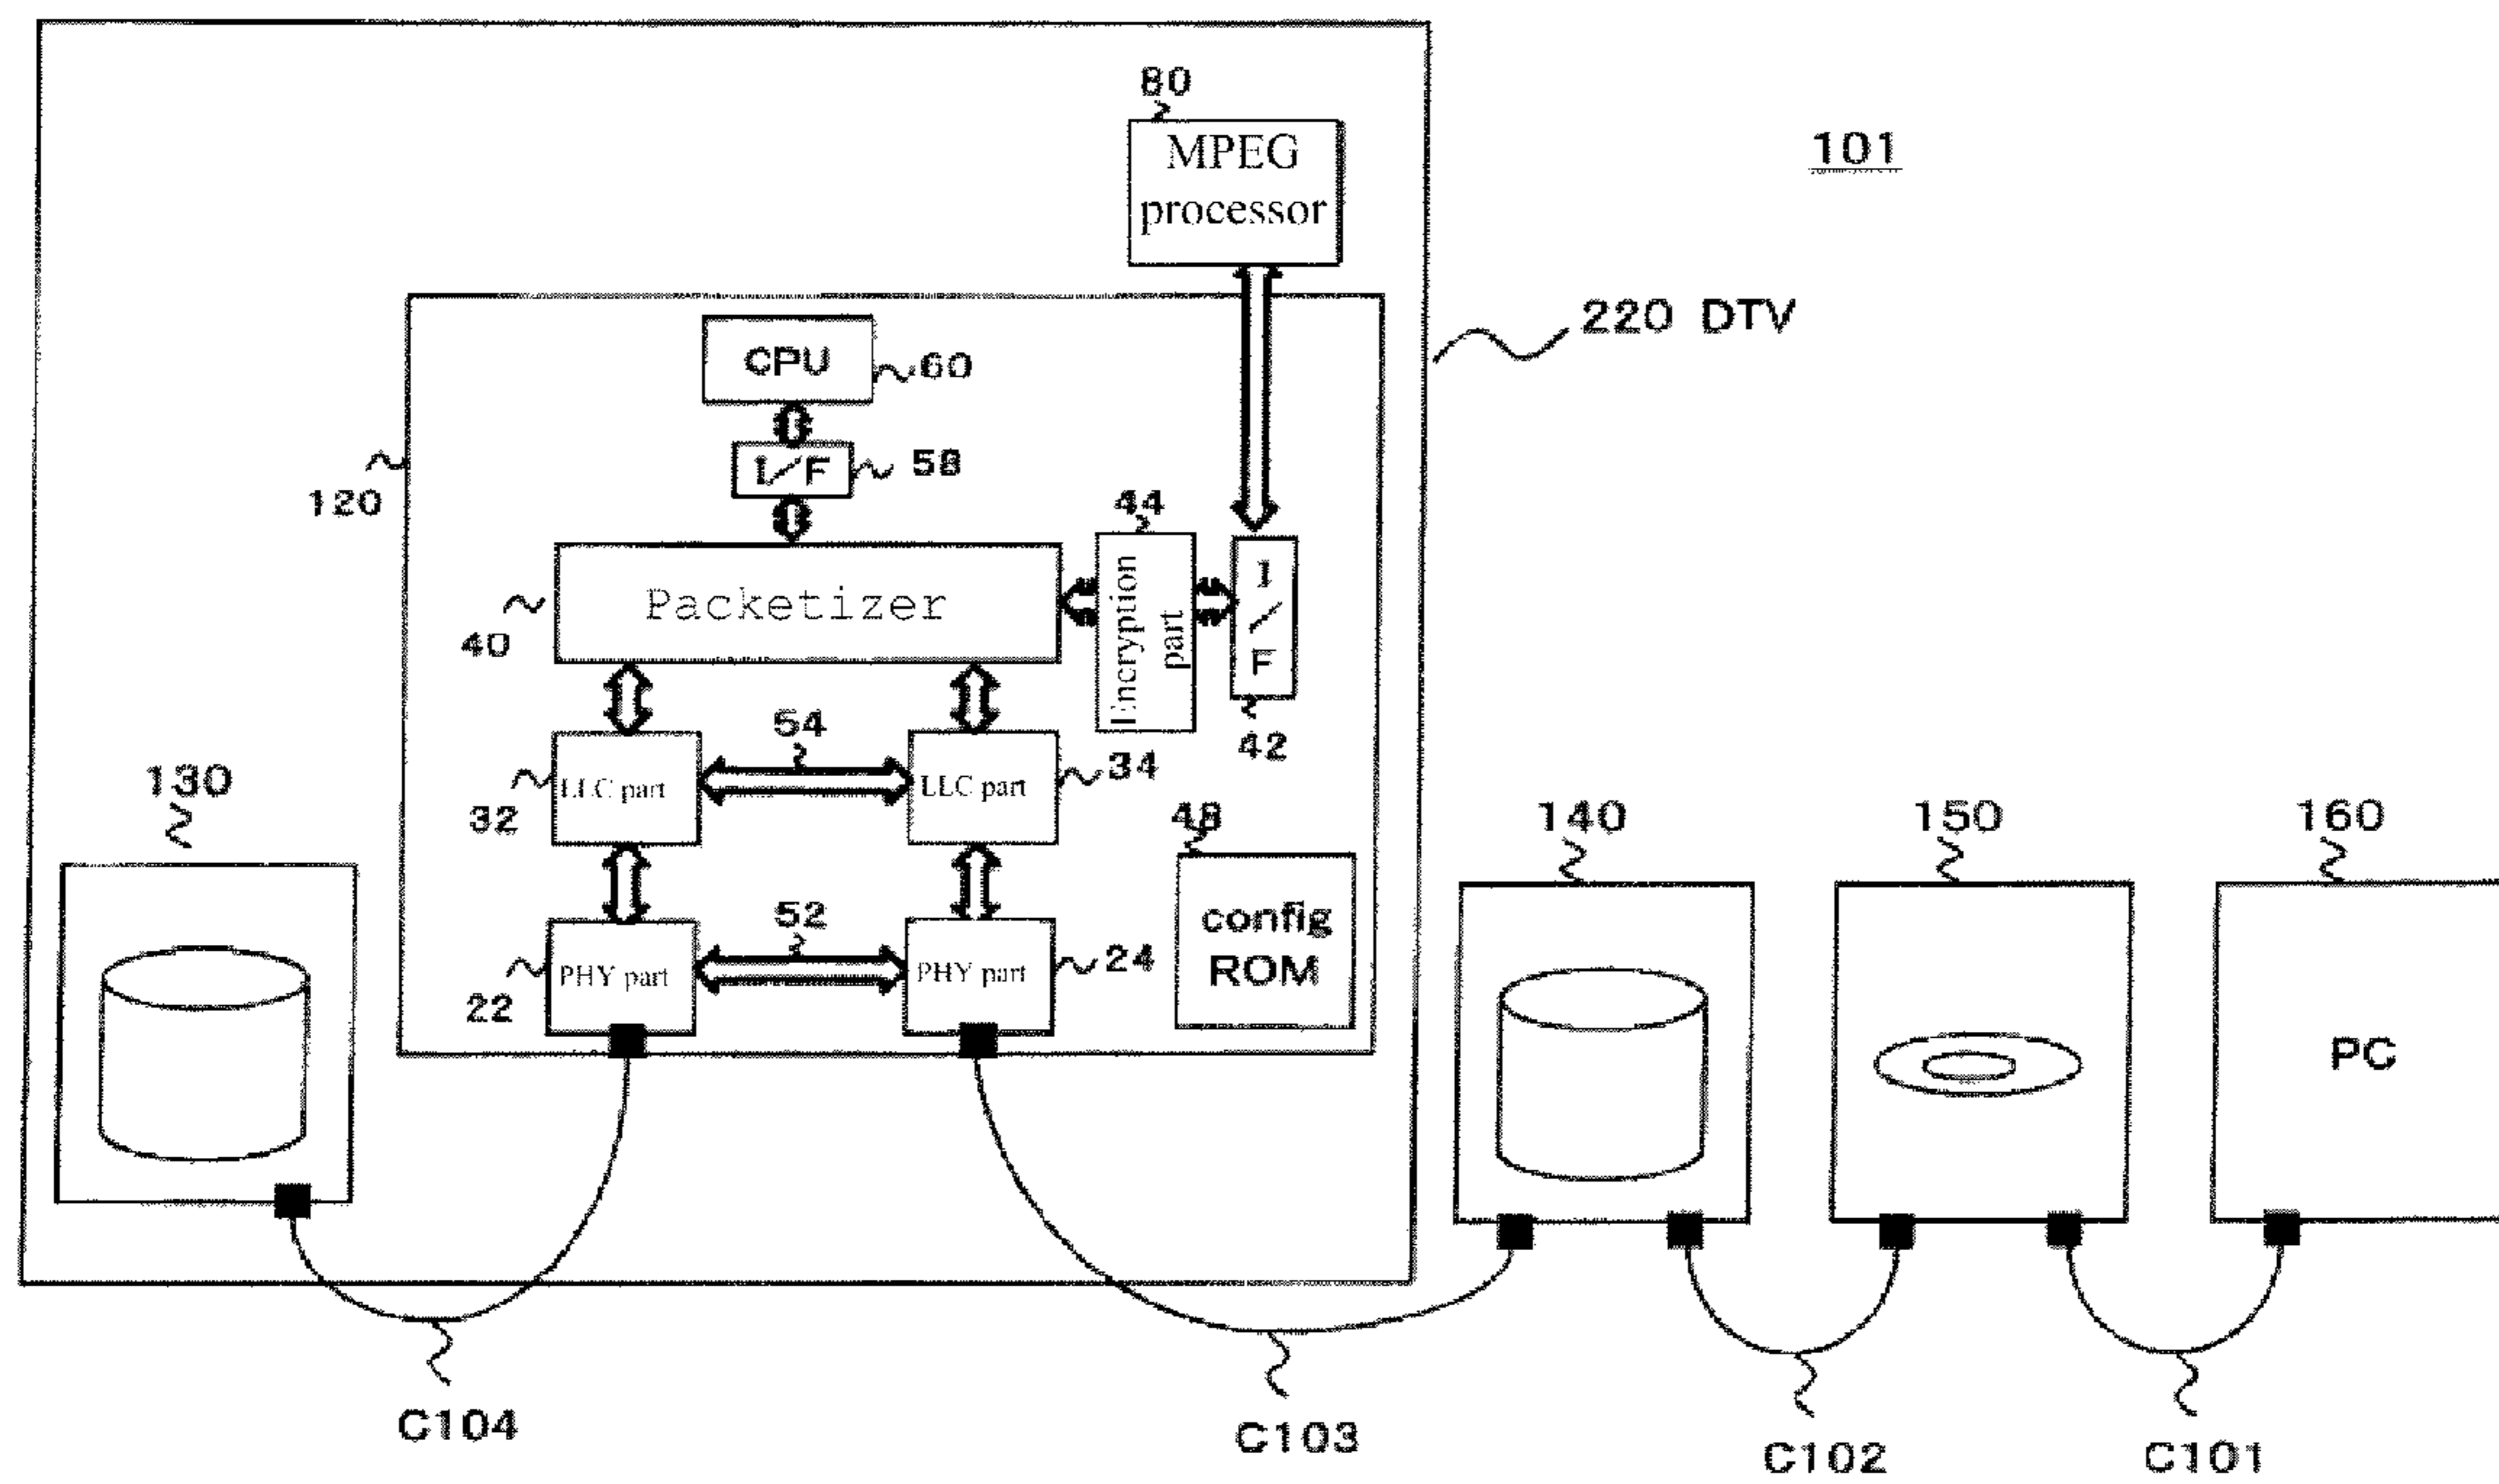 80
MPEG
processor
101
220 DTV
CPU
60
I/F
58
120
44
Encryption
part
I
/
F
42
Packetizer
40
54
LLC part
32
LLC part
34
130
48
config
ROM
52
PHY part
22
PHY part
24
140
150
160
PC
C104
C103
C102
C101